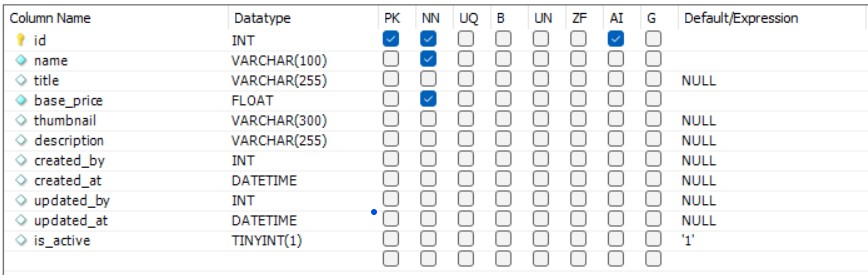 Column Name Datatype PK NN UQ B UN ZF AI G Default/Expression
id INT
name VARCHAR(100)
title VARCHAR(255) NULL
base_price FLOAT
thumbnail VARCHAR(300) NULL
description VARCHAR(255) NULL
created_by INT NULL
created_at DATETIME NULL
updated_by INT NULL
updated_at DATETIME NULL
is_active TINYINT(1) '1'